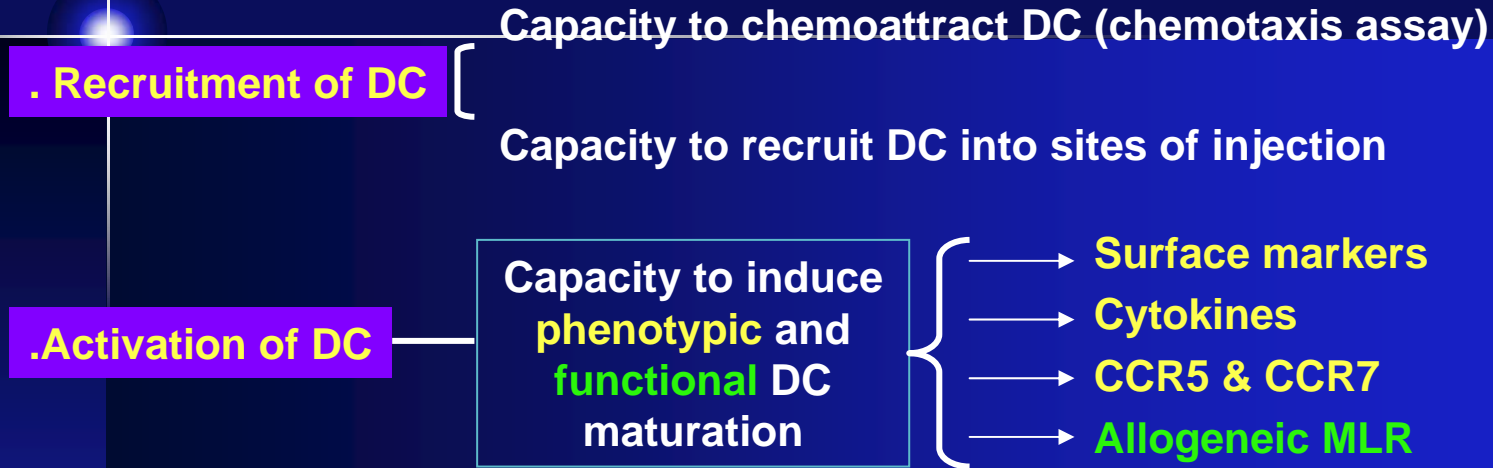 Capacity to chemoattract DC (chemotaxis assay)
. Recruitment of DC
Capacity to recruit DC into sites of injection
.Activation of DC
Capacity to induce
phenotypic and
functional DC
maturation
Surface markers
Cytokines
CCR5 & CCR7
Allogeneic MLR